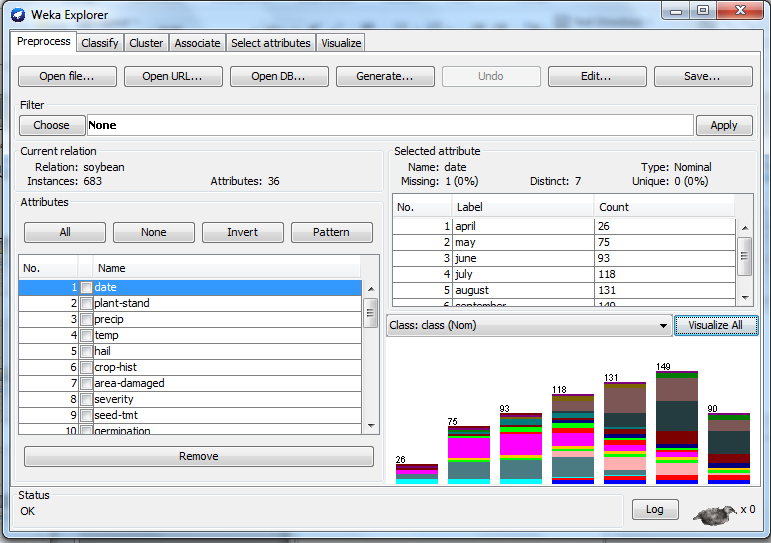 Weka Explorer
Preprocess Classify Cluster Associate Select attributes Visualize
Open file... Open URL... Open DB... Generate... Undo Edit... Save...
Filter
Choose None Apply
Current relation
Relation: soybean
Instances: 683 Attributes: 36
Selected attribute
Name: date Type: Nominal
Missing: 1 (0%) Distinct: 7 Unique: 0 (0%)
Attributes
All None Invert Pattern
No. Name
1 date
2 plant-stand
3 precip
4 temp
5 hail
6 crop-hist
7 area-damaged
8 severity
9 seed-tmt
10 germination
Remove
No. Label Count
1 april 26
2 may 75
3 june 93
4 july 118
5 august 131
6 september 149
Class: class (Nom) Visualize All
26
75
93
118
131
149
90
Status
OK
Log x 0